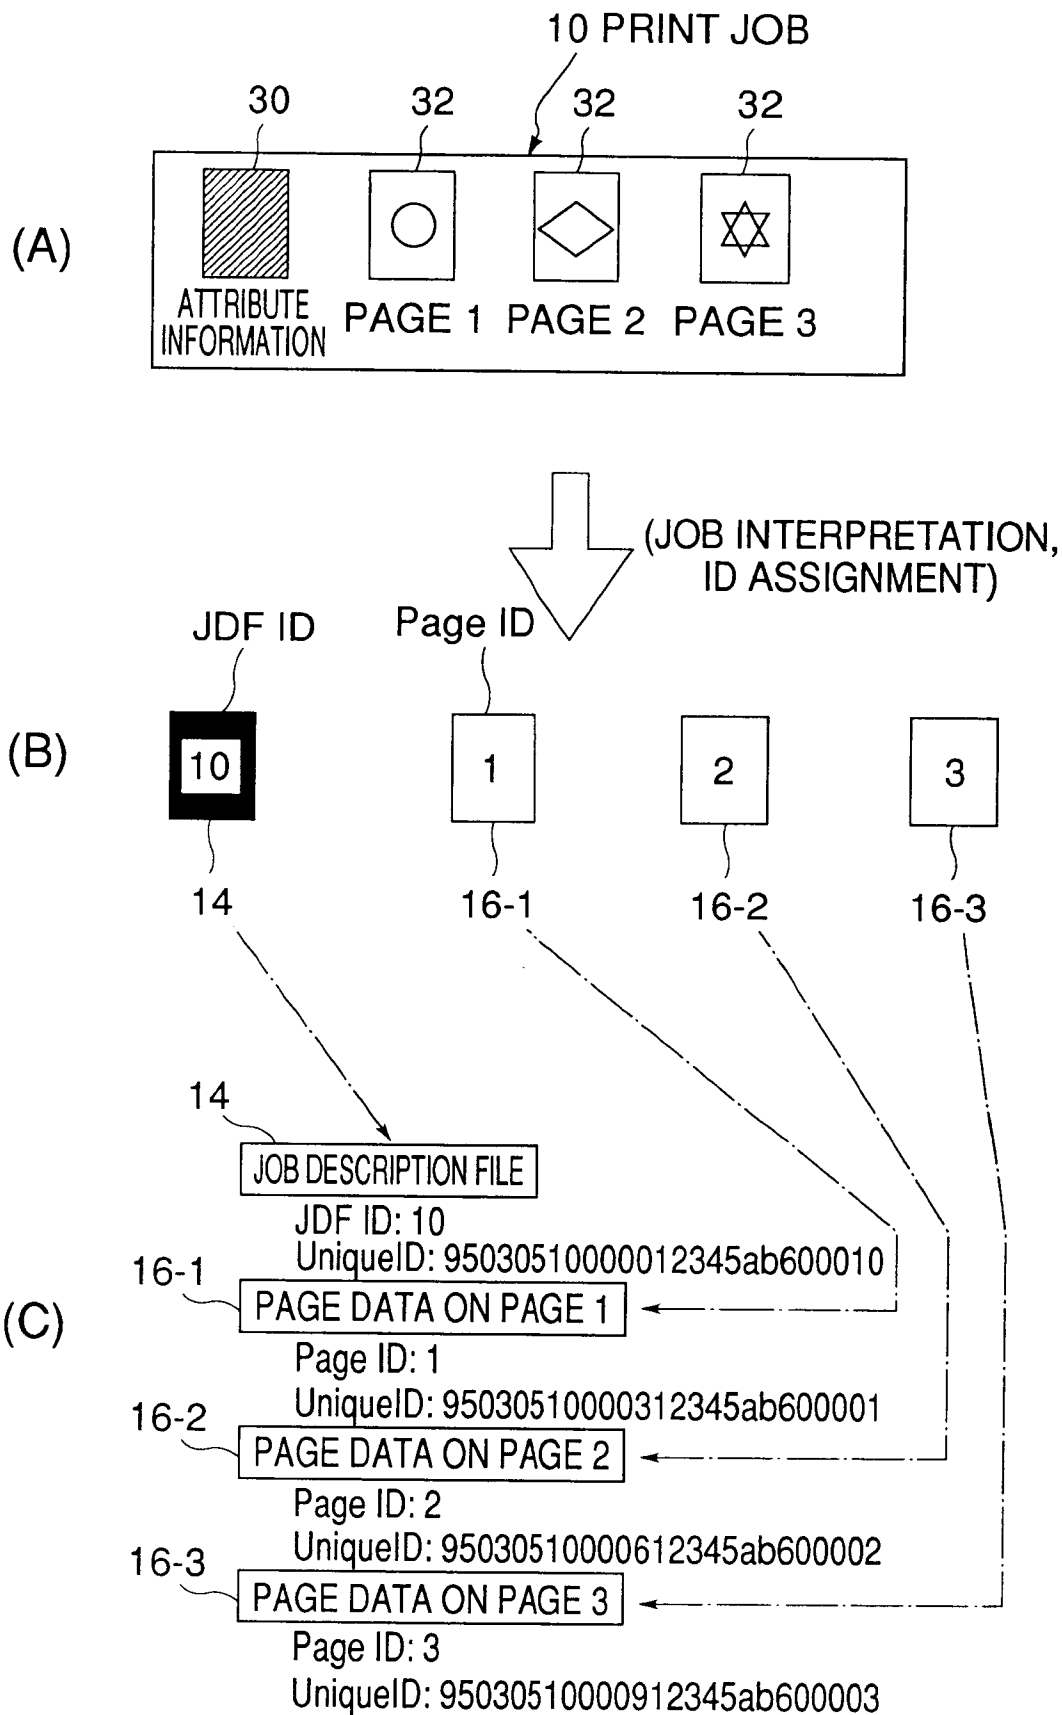 10 PRINT JOB
30 32 32 32
(A)
ATTRIBUTE
INFORMATION
PAGE 1 PAGE 2 PAGE 3
(JOB INTERPRETATION,
ID ASSIGNMENT)
JDF ID Page ID
(B)
10 1 2 3
14 16-1 16-2 16-3
14
JOB DESCRIPTION FILE
JDF ID: 10
UniqueID: 95030510000012345ab600010
16-1
PAGE DATA ON PAGE 1
(C)
Page ID: 1
UniqueID: 95030510000312345ab600001
16-2
PAGE DATA ON PAGE 2
Page ID: 2
UniqueID: 95030510000612345ab600002
16-3
PAGE DATA ON PAGE 3
Page ID: 3
UniqueID: 95030510000912345ab600003